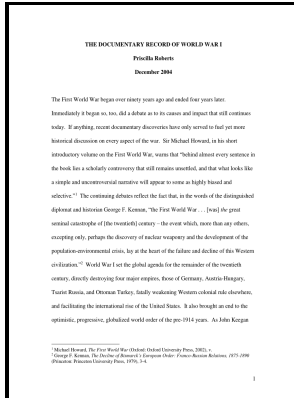 THE DOCUMENTARY RECORD OF WORLD WAR I
Priscilla Roberts
December 2004
The First World War began over ninety years ago and ended four years later.
Immediately it began so, too, did a debate as to its causes and impact that still continues
today.  If anything, recent documentary discoveries have only served to fuel yet more
historical discussion on every aspect of the war.  Sir Michael Howard, in his short
introductory volume on the First World War, warns that “behind almost every sentence in
the book lies a scholarly controversy that still remains unsettled, and that what looks like
a simple and uncontroversial narrative will appear to some as highly biased and
selective.”1  The continuing debates reflect the fact that, in the words of the distinguished
diplomat and historian George F. Kennan, “the First World War . . . [was] the great
seminal catastrophe of [the twentieth] century – the event which, more than any others,
excepting only, perhaps the discovery of nuclear weaponry and the development of the
population-environmental crisis, lay at the heart of the failure and decline of this Western
civilization.”2  World War I set the global agenda for the remainder of the twentieth
century, directly destroying four major empires, those of Germany, Austria-Hungary,
Tsarist Russia, and Ottoman Turkey, fatally weakening Western colonial rule elsewhere,
and facilitating the international rise of the United States.  It also brought an end to the
optimistic, progressive, globalized world order of the pre-1914 years.  As John Keegan
1 Michael Howard, The First World War (Oxford: Oxford University Press, 2002), v.
2 George F. Kennan, The Decline of Bismarck’s European Order: Franco-Russian Relations, 1875-1890
(Princeton: Princeton University Press, 1979), 3-4.
1